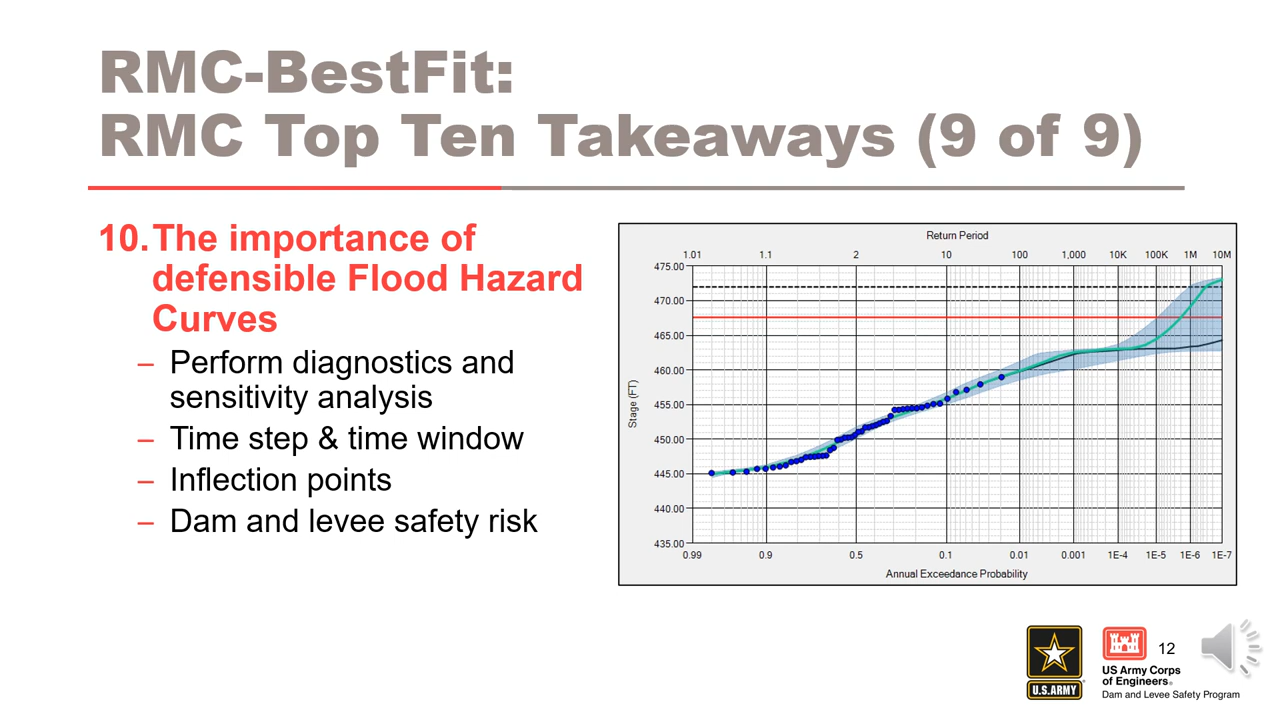 RMC-BestFit:
RMC Top Ten Takeaways (9 of 9)
10. The importance of
defensible Flood Hazard
Curves
– Perform diagnostics and
sensitivity analysis
– Time step & time window
– Inflection points
– Dam and levee safety risk
Return Period
1.01 1.1 2 10 100 1,000 10K 100K 1M 10M
475.00
470.00
465.00
460.00
455.00
450.00
445.00
440.00
435.00
Stage (FT)
0.99 0.9 0.5 0.1 0.01 0.001 1E-4 1E-5 1E-6 1E-7
Annual Exceedance Probability
U.S.ARMY
12
US Army Corps
of Engineers®
Dam and Levee Safety Program